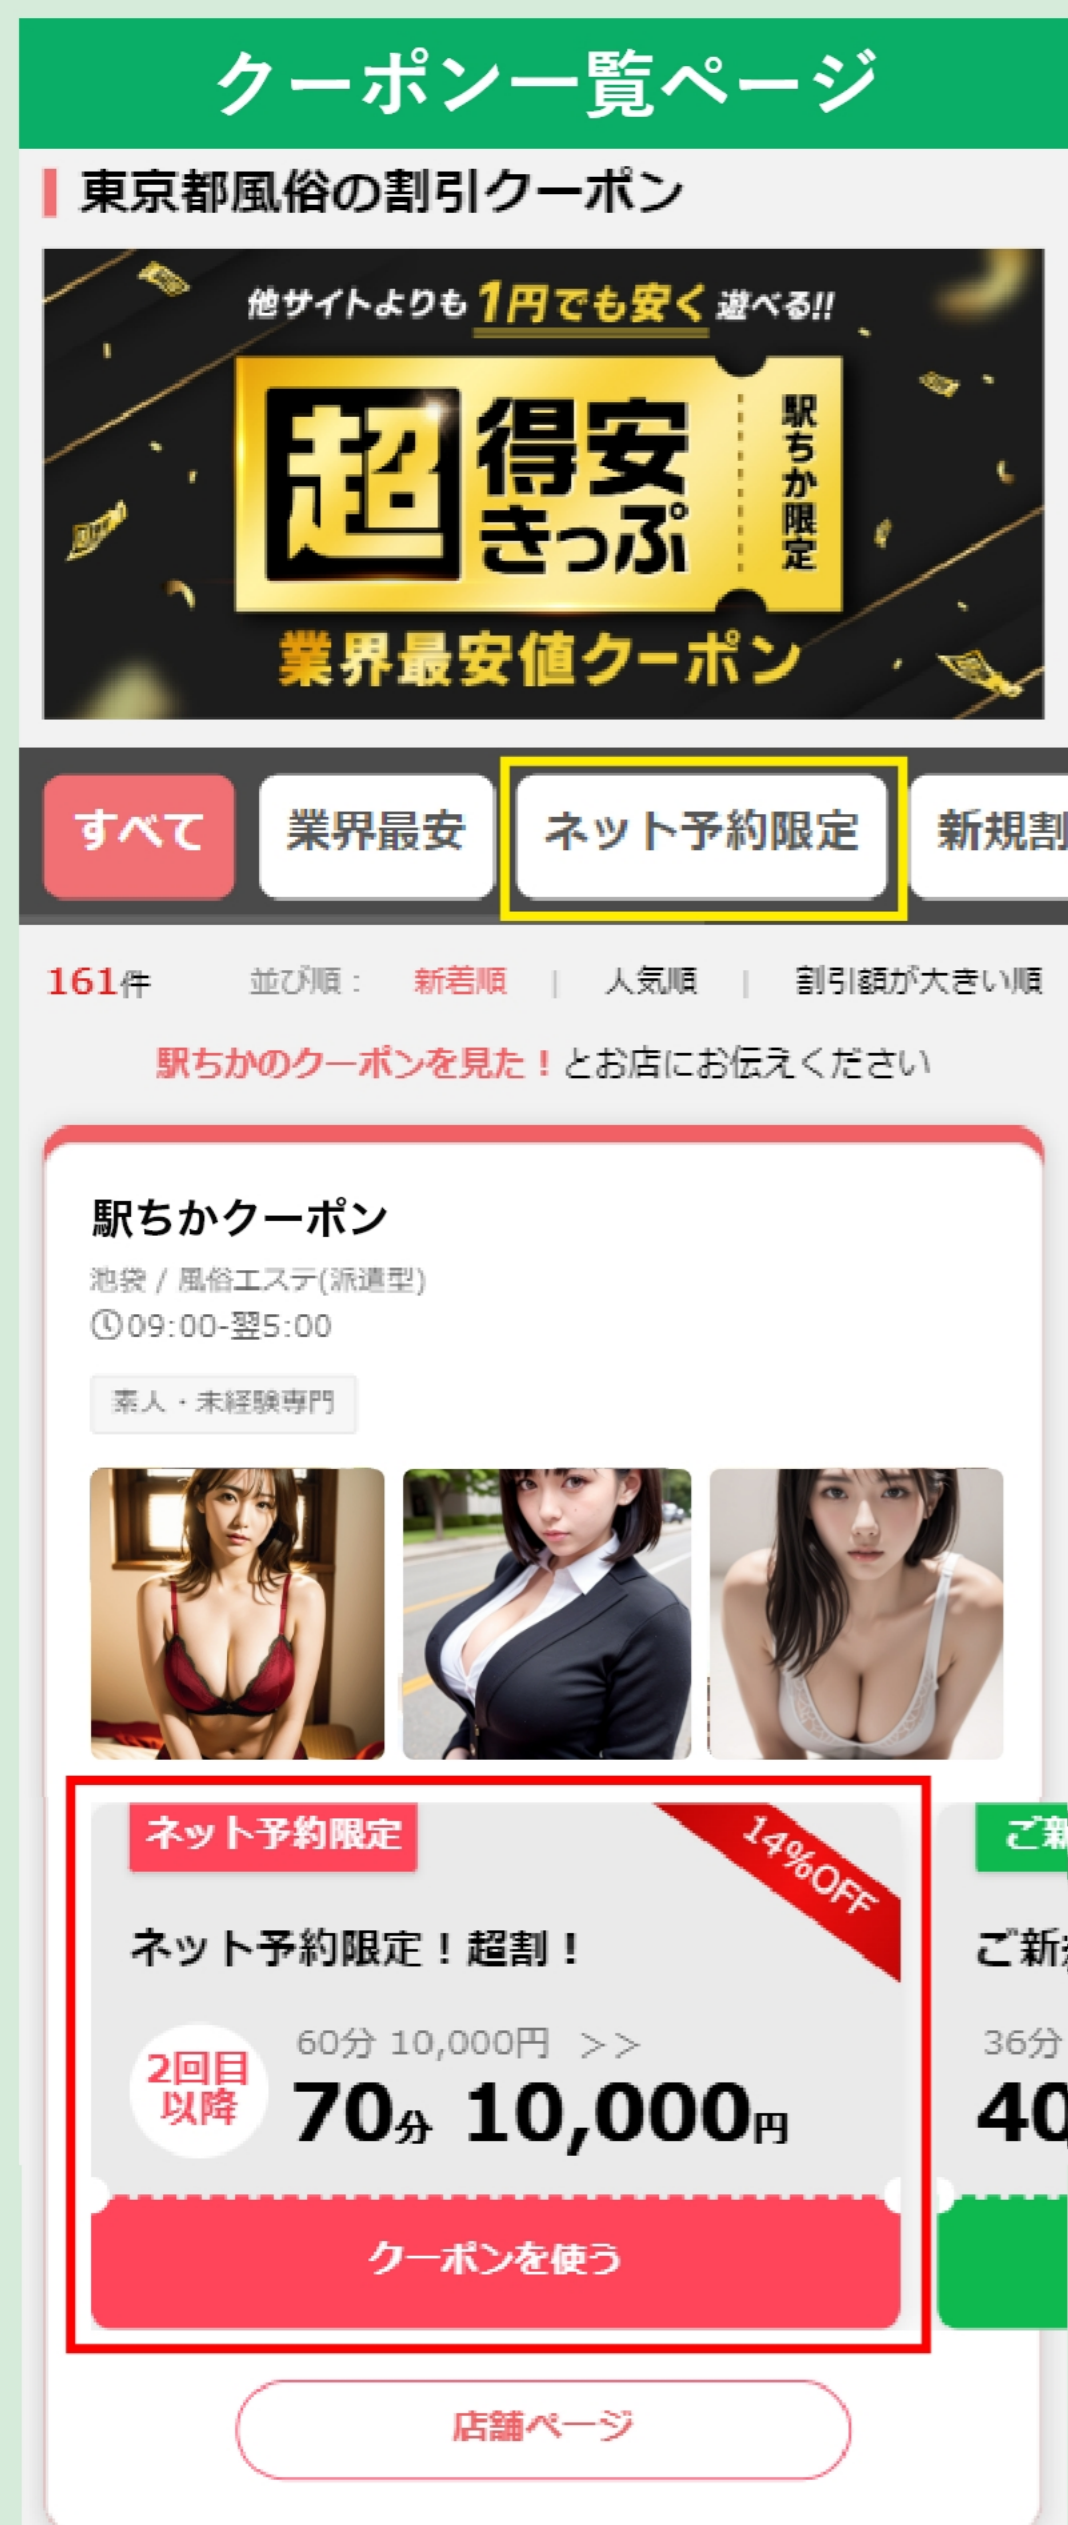 クーポン一覧ページ
東京都風俗の割引クーポン
他サイトよりも1円でも安く遊べる!!
超得安きっぷ
駅ちか限定
業界最安値クーポン
すべて 業界最安 ネット予約限定 新規割
161件 並び順: 新着順 | 人気順 | 割引額が大きい順
駅ちかのクーポンを見た！とお店にお伝えください
駅ちかクーポン
池袋 / 風俗エステ(派遣型)
09:00-翌5:00
素人・未経験専門
ネット予約限定
14%OFF
ネット予約限定！超割！
2回目以降
60分 10,000円 >>
70分 10,000円
クーポンを使う
ご新
ご新
36分
40
店舗ページ